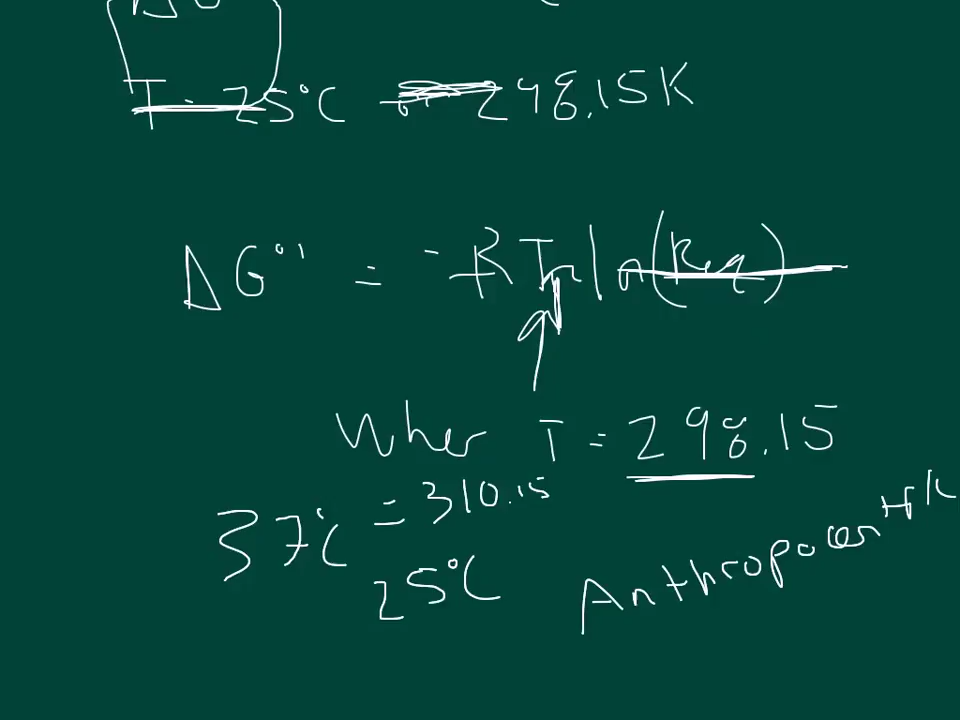 T = 25°C 298.15K
ΔG°' = -RT ln(Keq)
When T = 298.15
37°C = 310.15
25°C
Anthropocentric